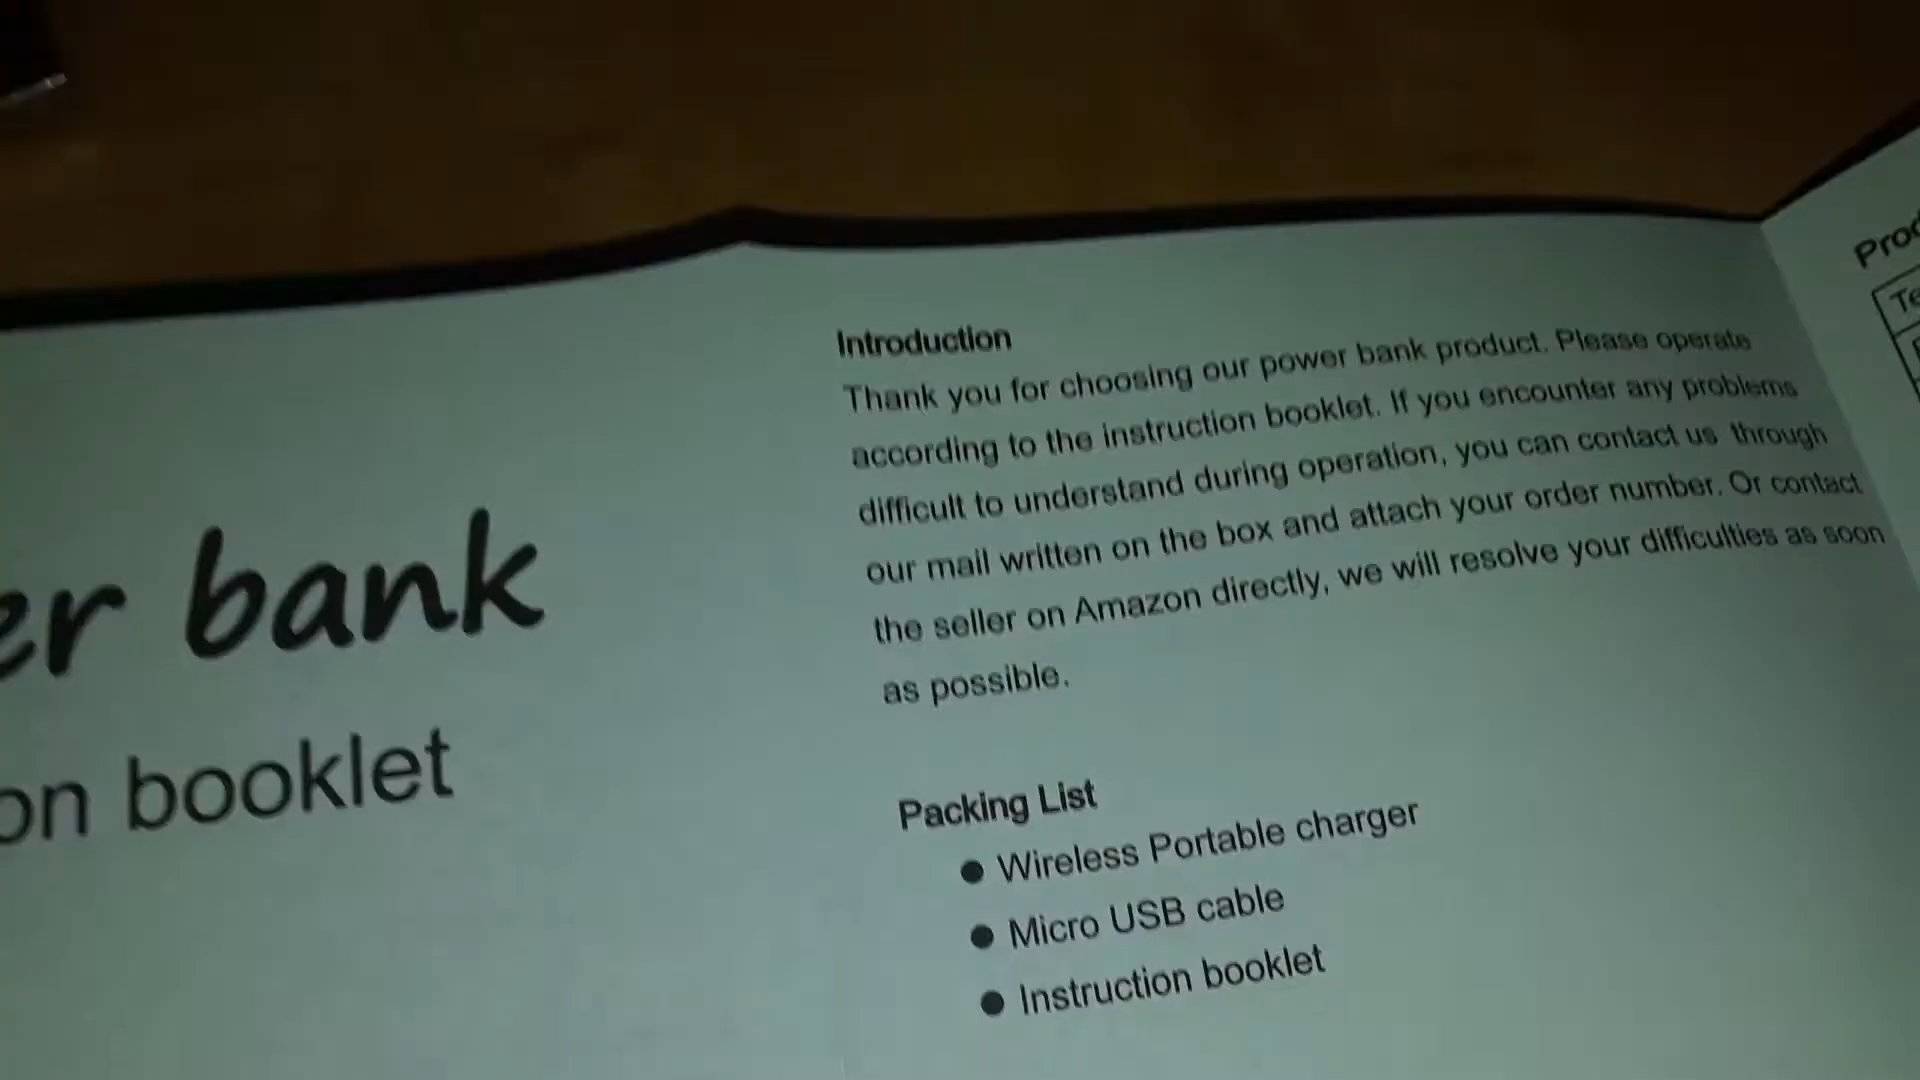 er bank
on booklet
Introduction
Thank you for choosing our power bank product. Please operate
according to the instruction booklet. If you encounter any problems
difficult to understand during operation, you can contact us through
our mail written on the box and attach your order number. Or contact
the seller on Amazon directly, we will resolve your difficulties as soon
as possible.
Packing List
● Wireless Portable charger
● Micro USB cable
● Instruction booklet
Proc
Te